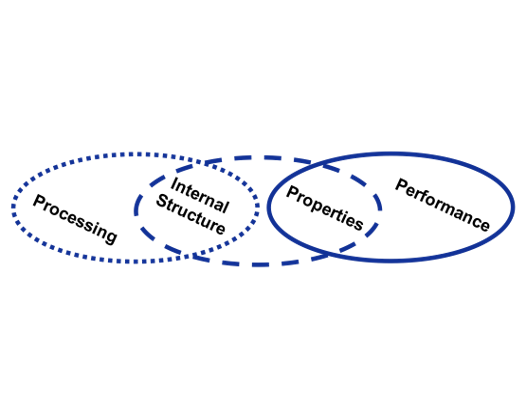 Processing
Internal
Structure
Properties
Performance